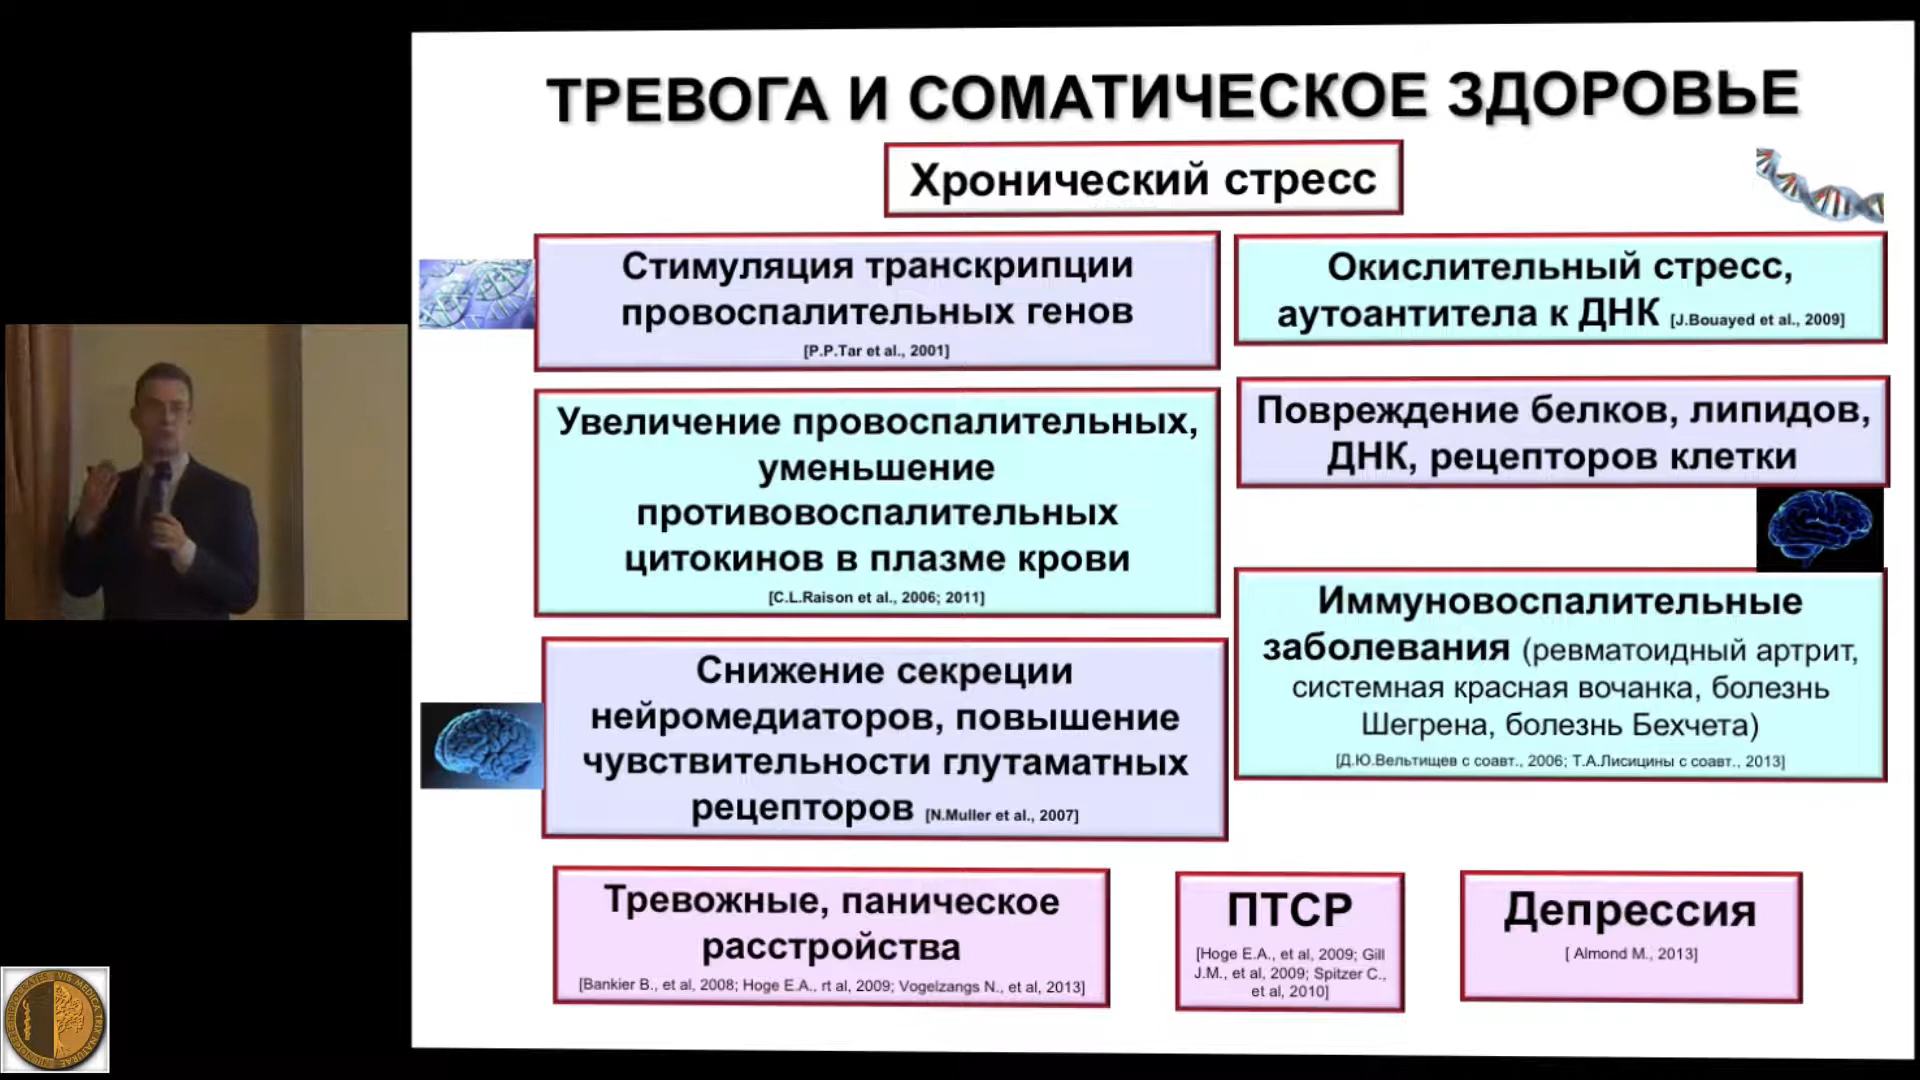 ТРЕВОГА И СОМАТИЧЕСКОЕ ЗДОРОВЬЕ
Хронический стресс
Стимуляция транскрипции
провоспалительных генов
[P.P.Tar et al., 2001]
Увеличение провоспалительных,
уменьшение
противовоспалительных
цитокинов в плазме крови
[C.L.Raison et al., 2006; 2011]
Снижение секреции
нейромедиаторов, повышение
чувствительности глутаматных
рецепторов [N.Muller et al., 2007]
Окислительный стресс,
аутоантитела к ДНК [J.Bouayed et al., 2009]
Повреждение белков, липидов,
ДНК, рецепторов клетки
Иммуновоспалительные
заболевания (ревматоидный артрит,
системная красная вочанка, болезнь
Шегрена, болезнь Бехчета)
[Д.Ю.Вельтищев с соавт., 2006; Т.А.Лисицины с соавт., 2013]
Тревожные, паническое
расстройства
[Bankier B., et al, 2008; Hoge E.A., rt al, 2009; Vogelzangs N., et al, 2013]
ПТСР
[Hoge E.A., et al, 2009; Gill
J.M., et al, 2009; Spitzer C.,
et al, 2010]
Депрессия
[ Almond M., 2013]